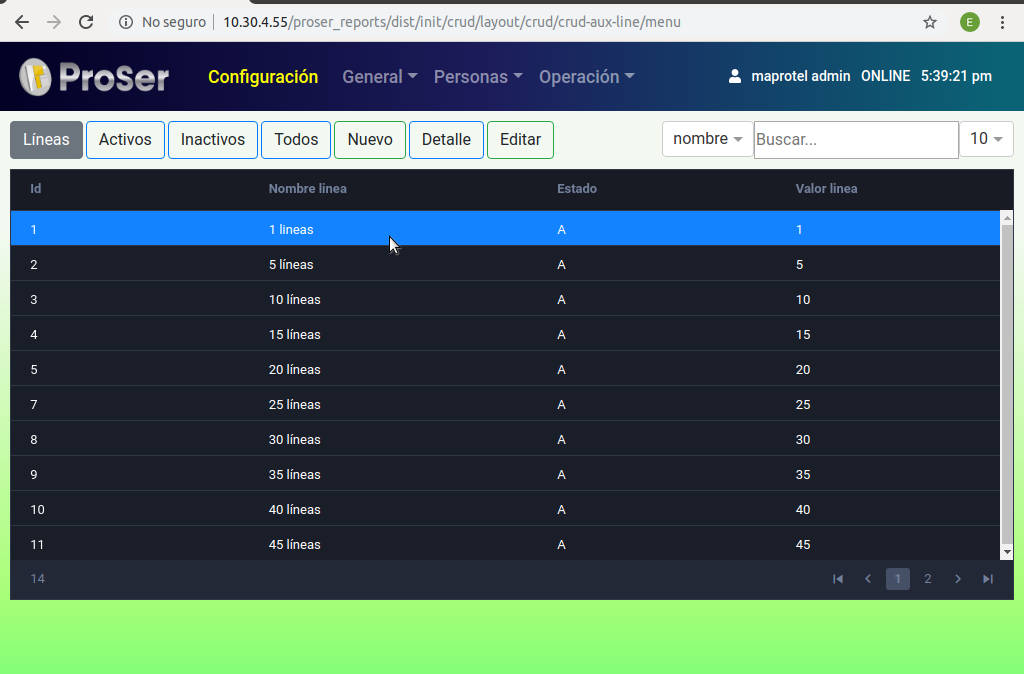 No seguro | 10.30.4.55/proser_reports/dist/init/crud/layout/crud/crud-aux-line/menu E
ProSer Configuración General Personas Operación maprotel admin ONLINE 5:39:21 pm
Líneas Activos Inactivos Todos Nuevo Detalle Editar nombre Buscar... 10
Id Nombre linea Estado Valor linea
1 1 lineas A 1
2 5 líneas A 5
3 10 líneas A 10
4 15 líneas A 15
5 20 líneas A 20
7 25 líneas A 25
8 30 líneas A 30
9 35 líneas A 35
10 40 líneas A 40
11 45 líneas A 45
14 1 2